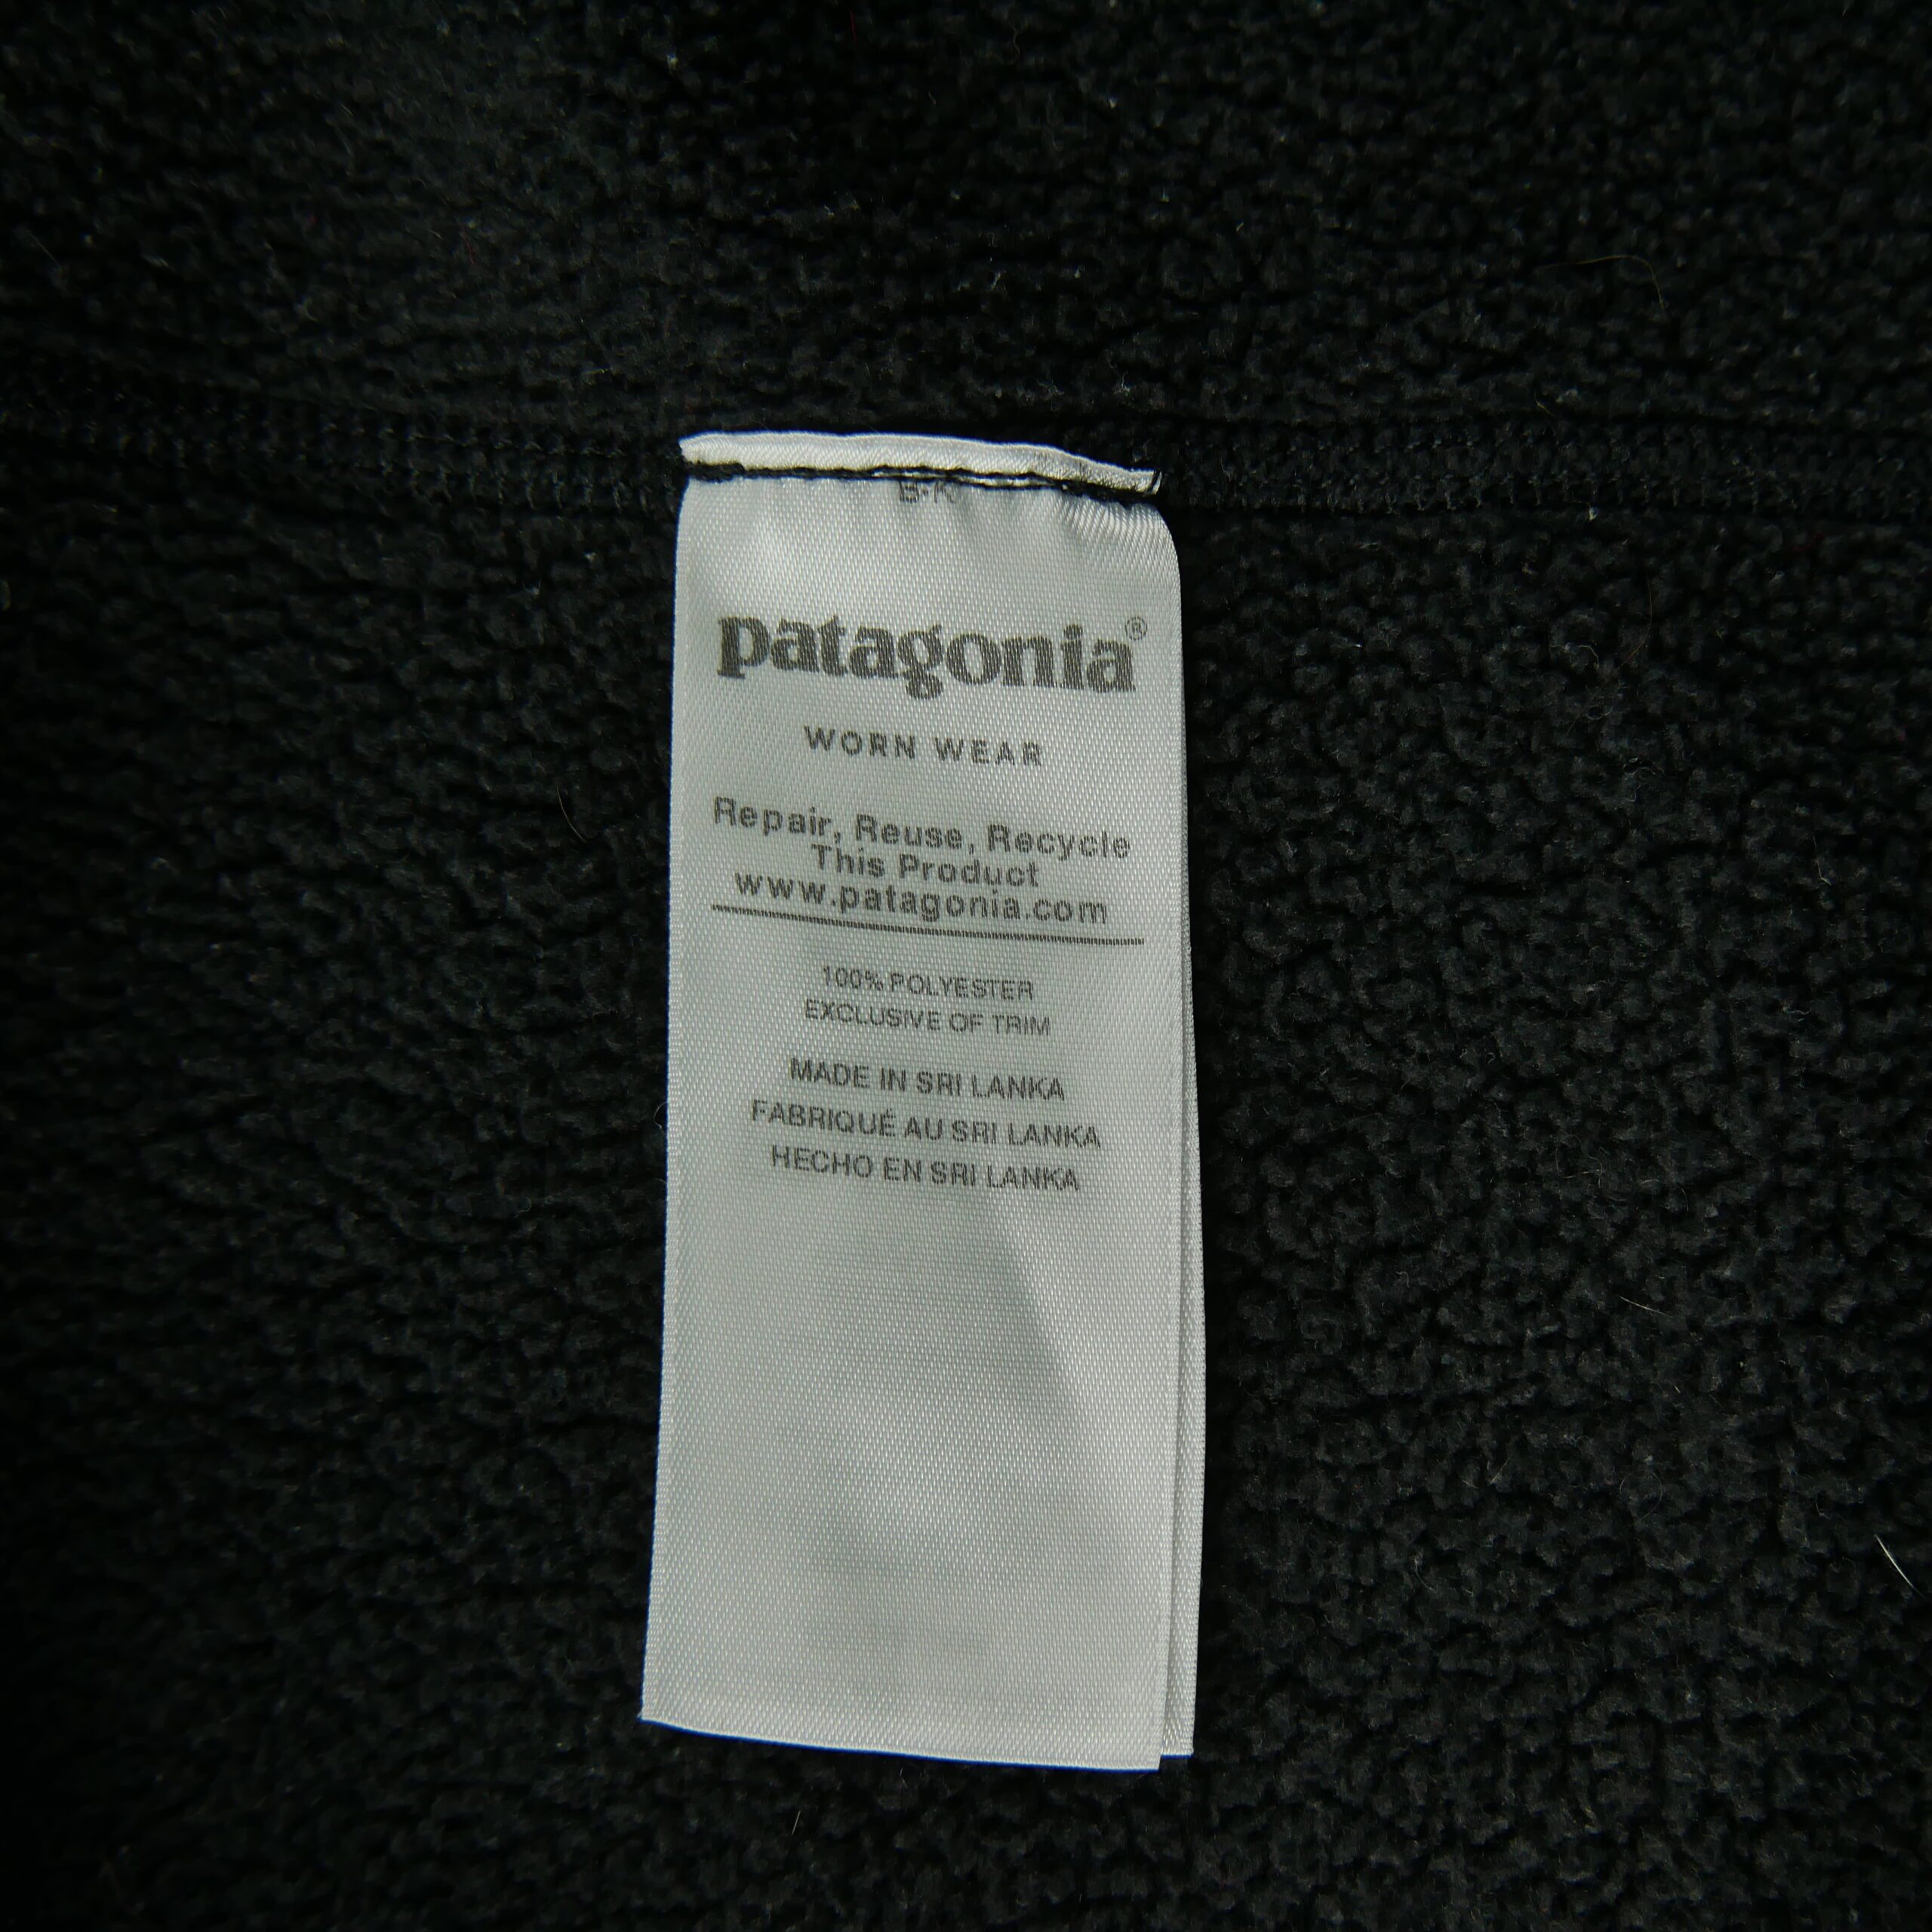 patagonia®
WORN WEAR
Repair, Reuse, Recycle
This Product
www.patagonia.com
100% POLYESTER
EXCLUSIVE OF TRIM
MADE IN SRI LANKA
FABRIQUÉ AU SRI LANKA
HECHO EN SRI LANKA